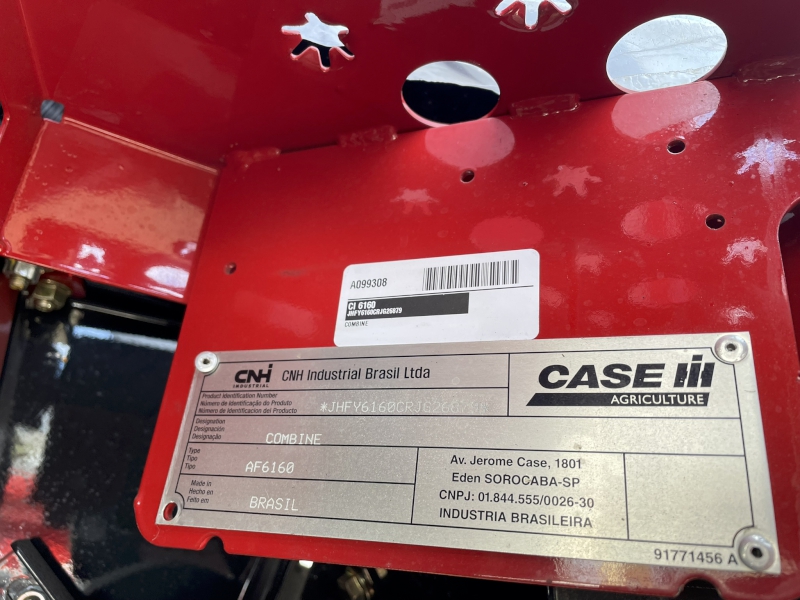 A099308
CI 6160
JHFY6160CRJG26079
COMBINE
CNH
INDUSTRIAL
CNH Industrial Brasil Ltda
CASE IH
AGRICULTURE
Product Identification Number
Número de Identificação do Produto
Número de Identificacion del Producto
Designation
Designación
Designação
COMBINE
Type
Tipo
Tipo
AF6160
Made in
Hecho en
Feito em
BRASIL
Av. Jerome Case, 1801
Eden SOROCABA-SP
CNPJ: 01.844.555/0026-30
INDUSTRIA BRASILEIRA
91771456 A